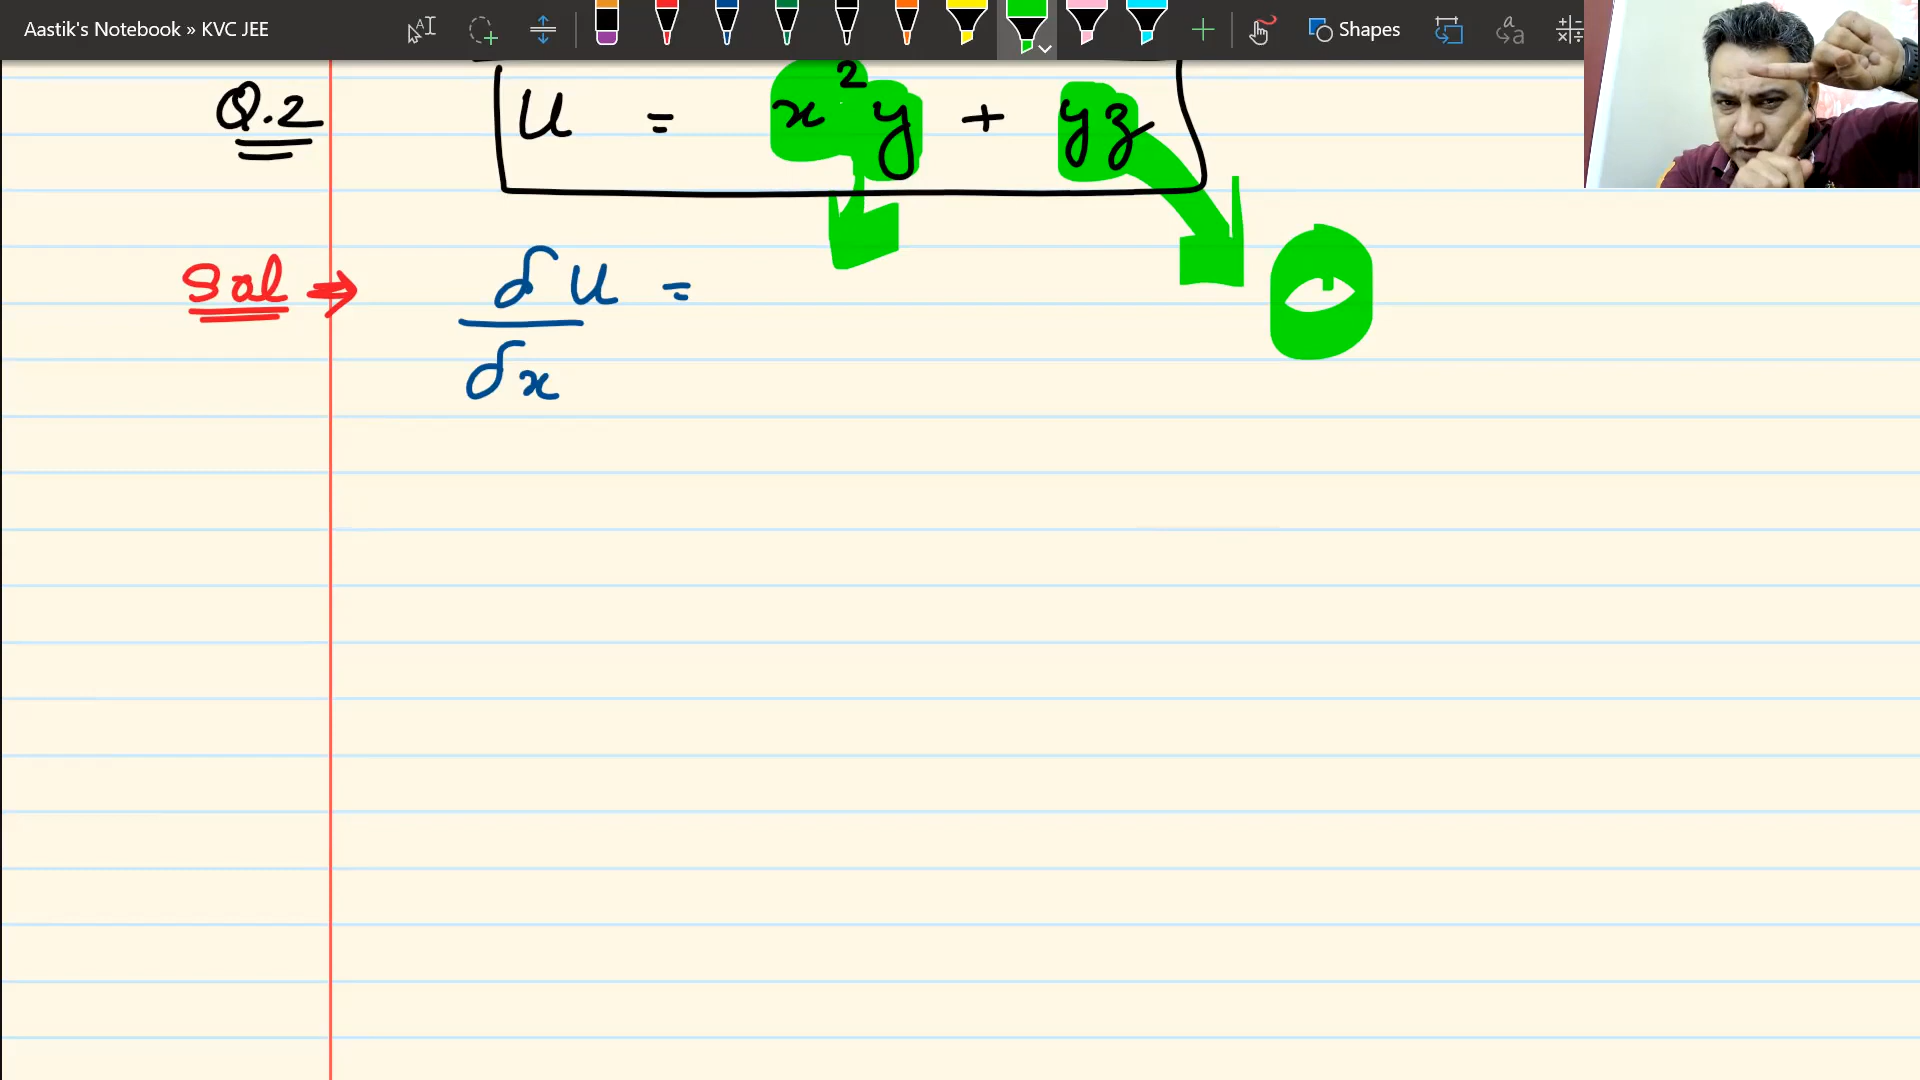 Aastik's Notebook » KVC JEE
Shapes
Q.2 U = x²y + yz
Sol ⇒ δU =
δx
0